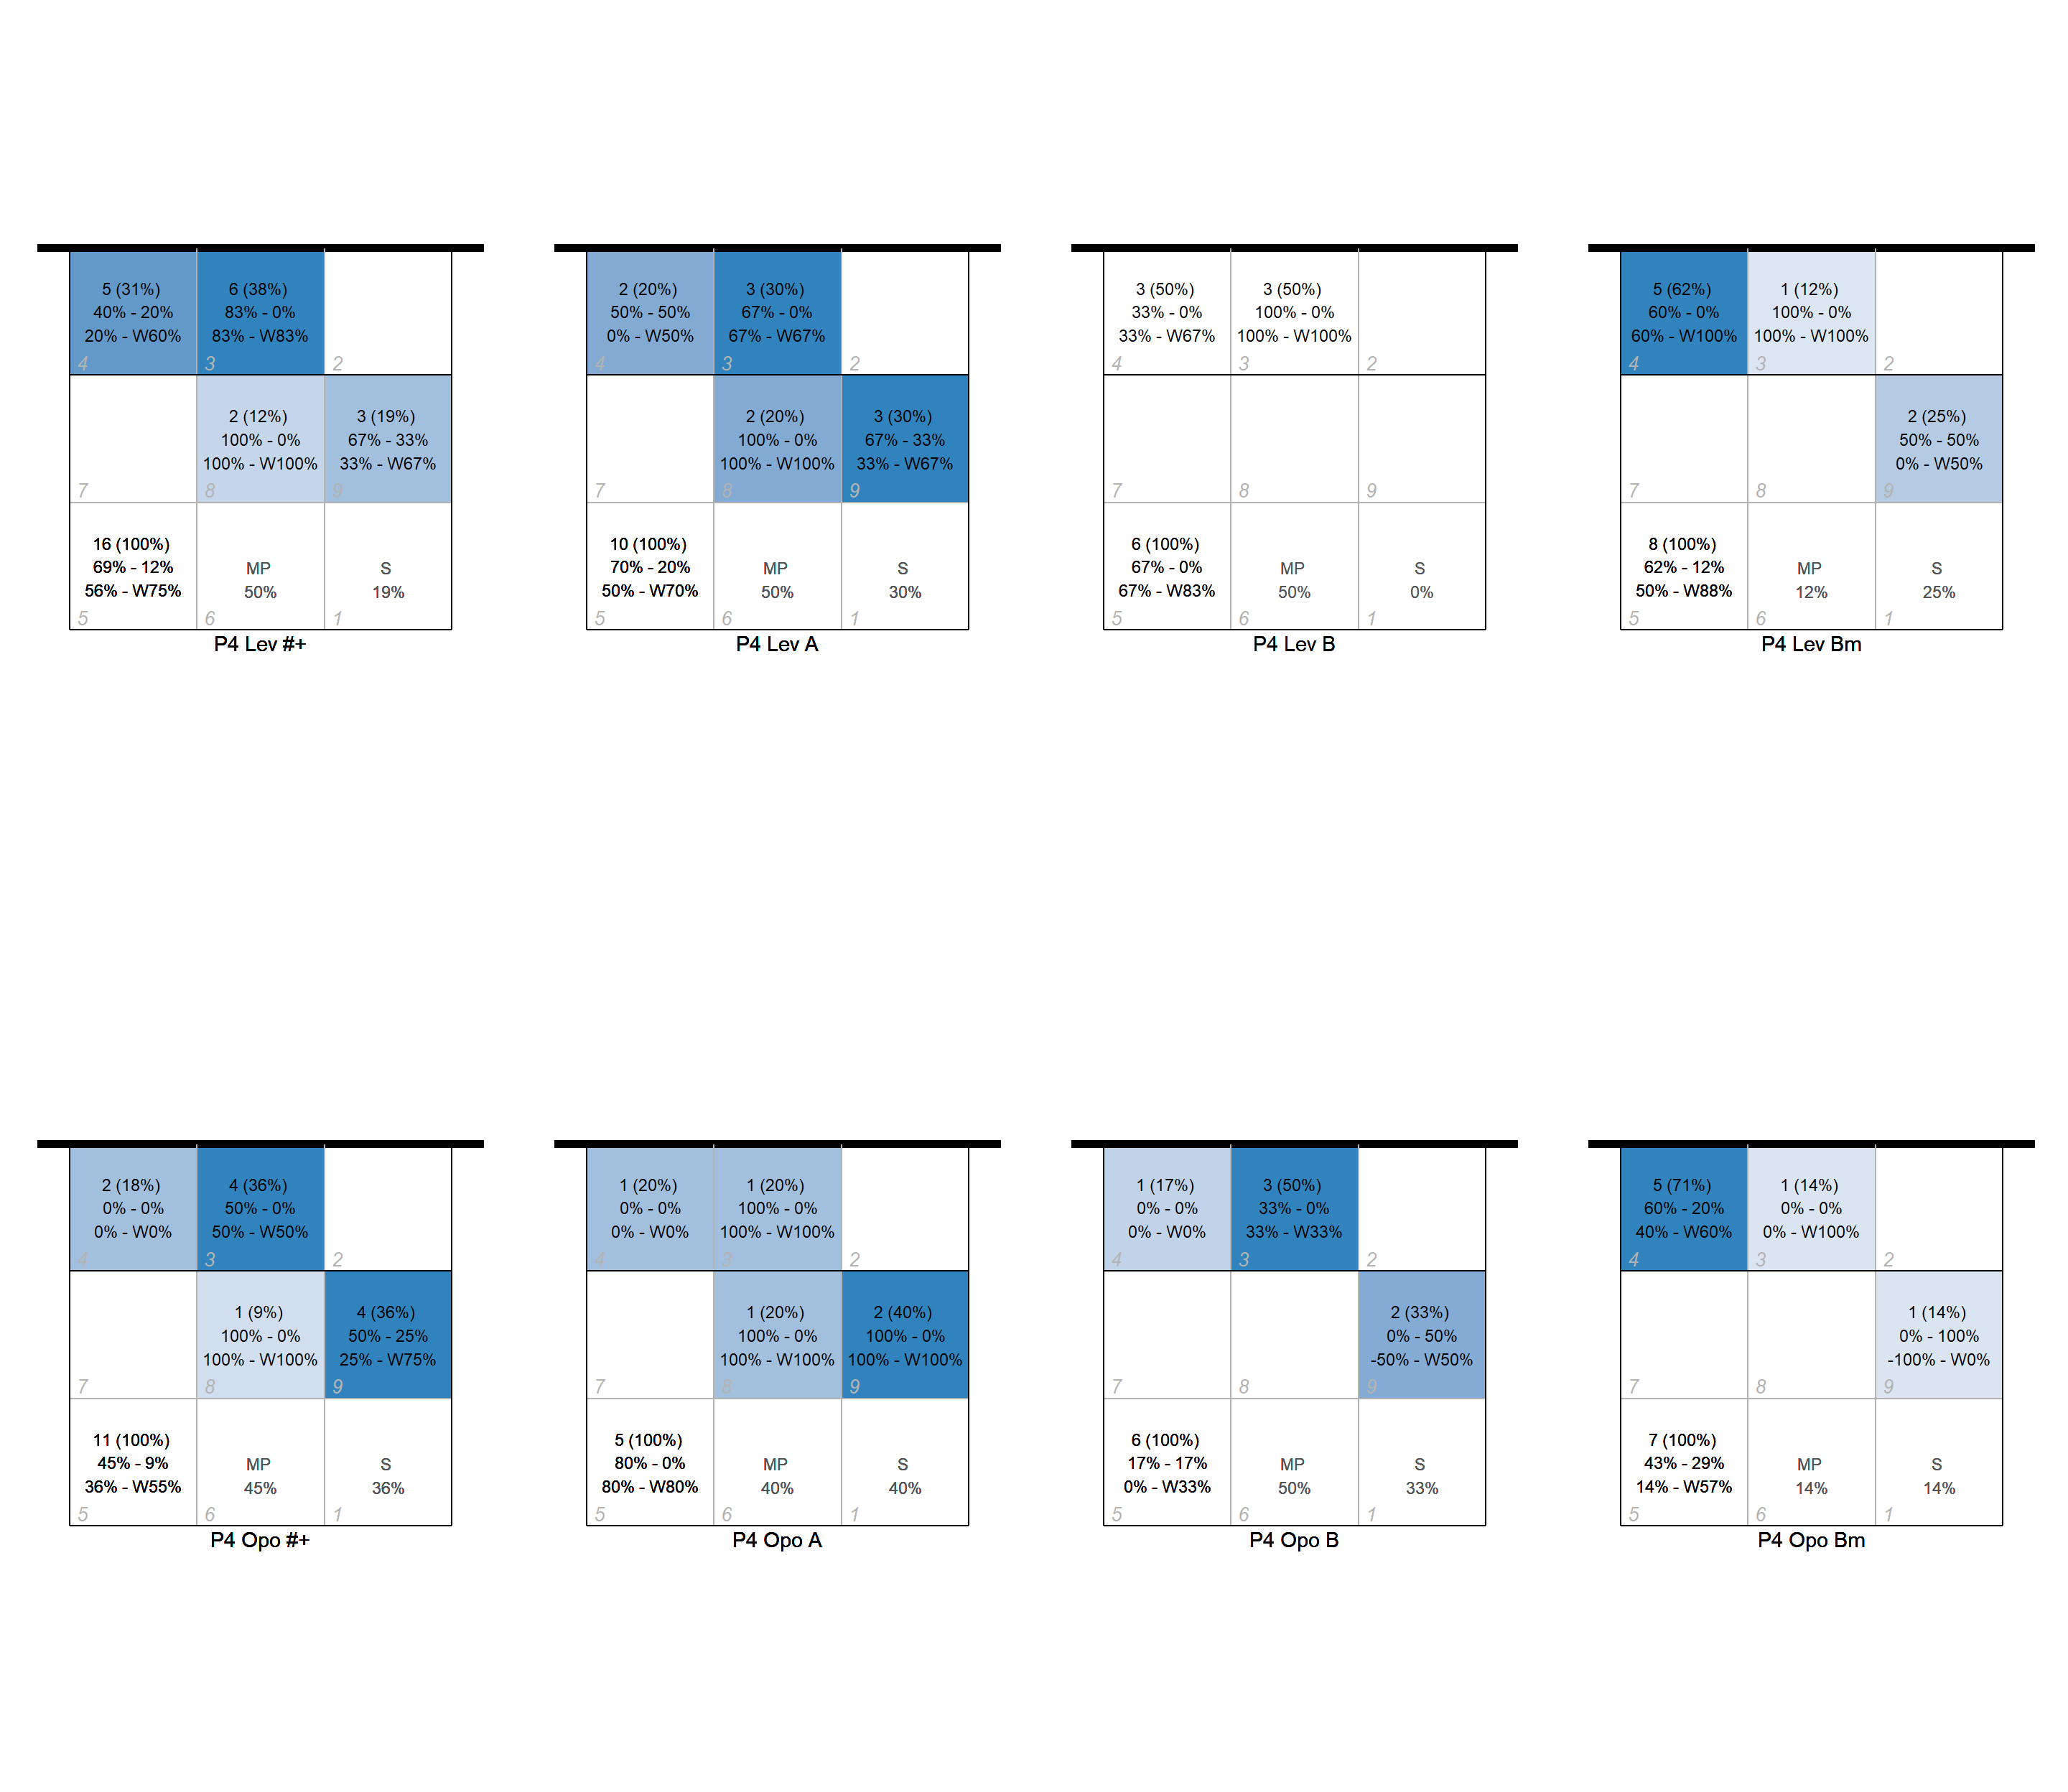 5 (31%)
40% - 20%
20% - W60%
4
6 (38%)
83% - 0%
83% - W83%
3
2
7
2 (12%)
100% - 0%
100% - W100%
8
3 (19%)
67% - 33%
33% - W67%
9
16 (100%)
69% - 12%
56% - W75%
5
MP
50%
6
S
19%
1
P4 Lev #+
2 (20%)
50% - 50%
0% - W50%
4
3 (30%)
67% - 0%
67% - W67%
3
2
7
2 (20%)
100% - 0%
100% - W100%
8
3 (30%)
67% - 33%
33% - W67%
9
10 (100%)
70% - 20%
50% - W70%
5
MP
50%
6
S
30%
1
P4 Lev A
3 (50%)
33% - 0%
33% - W67%
4
3 (50%)
100% - 0%
100% - W100%
3
2
7
8
9
6 (100%)
67% - 0%
67% - W83%
5
MP
50%
6
S
0%
1
P4 Lev B
5 (62%)
60% - 0%
60% - W100%
4
1 (12%)
100% - 0%
100% - W100%
3
2
7
8
2 (25%)
50% - 50%
0% - W50%
9
8 (100%)
62% - 12%
50% - W88%
5
MP
12%
6
S
25%
1
P4 Lev Bm
2 (18%)
0% - 0%
0% - W0%
4
4 (36%)
50% - 0%
50% - W50%
3
2
7
1 (9%)
100% - 0%
100% - W100%
8
4 (36%)
50% - 25%
25% - W75%
9
11 (100%)
45% - 9%
36% - W55%
5
MP
45%
6
S
36%
1
P4 Opo #+
1 (20%)
0% - 0%
0% - W0%
4
1 (20%)
100% - 0%
100% - W100%
3
2
7
1 (20%)
100% - 0%
100% - W100%
8
2 (40%)
100% - 0%
100% - W100%
9
5 (100%)
80% - 0%
80% - W80%
5
MP
40%
6
S
40%
1
P4 Opo A
1 (17%)
0% - 0%
0% - W0%
4
3 (50%)
33% - 0%
33% - W33%
3
2
7
8
2 (33%)
0% - 50%
-50% - W50%
9
6 (100%)
17% - 17%
0% - W33%
5
MP
50%
6
S
33%
1
P4 Opo B
5 (71%)
60% - 20%
40% - W60%
4
1 (14%)
0% - 0%
0% - W100%
3
2
7
8
1 (14%)
0% - 100%
-100% - W0%
9
7 (100%)
43% - 29%
14% - W57%
5
MP
14%
6
S
14%
1
P4 Opo Bm